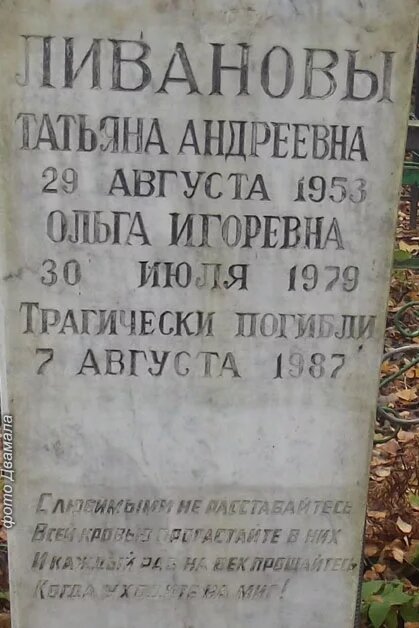 ЛИВАНОВЫ
ТАТЬЯНА АНДРЕЕВНА
29 АВГУСТА 1953
ОЛЬГА ИГОРЕВНА
30 ИЮЛЯ 1979
ТРАГИЧЕСКИ ПОГИБЛИ
7 АВГУСТА 1987
С ЛЮБИМЫМИ НЕ РАССТАВАЙТЕСЬ
ВСЕЙ КРОВЬЮ ПРОРАСТАЙТЕ В НИХ
И КАЖДЫЙ РАЗ НА ВЕК ПРОЩАЙТЕСЬ
КОГДА УХОДИТЕ НА МИГ!
фото Двамала